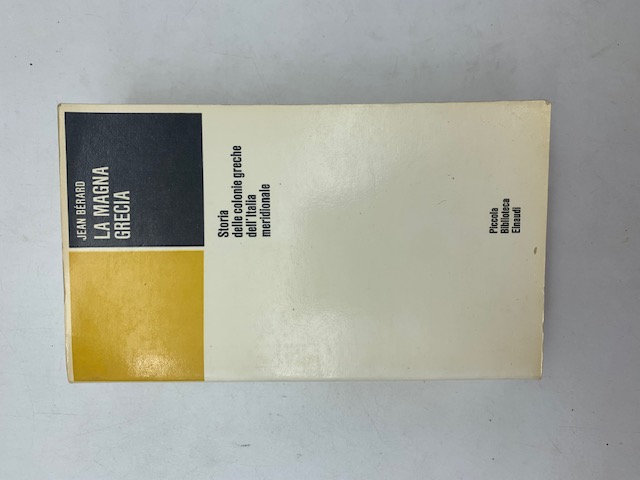 JEAN BÉRARD
LA MAGNA
GRECIA
Storia
delle colonie greche
dell'Italia
meridionale
Piccola
Biblioteca
Einaudi